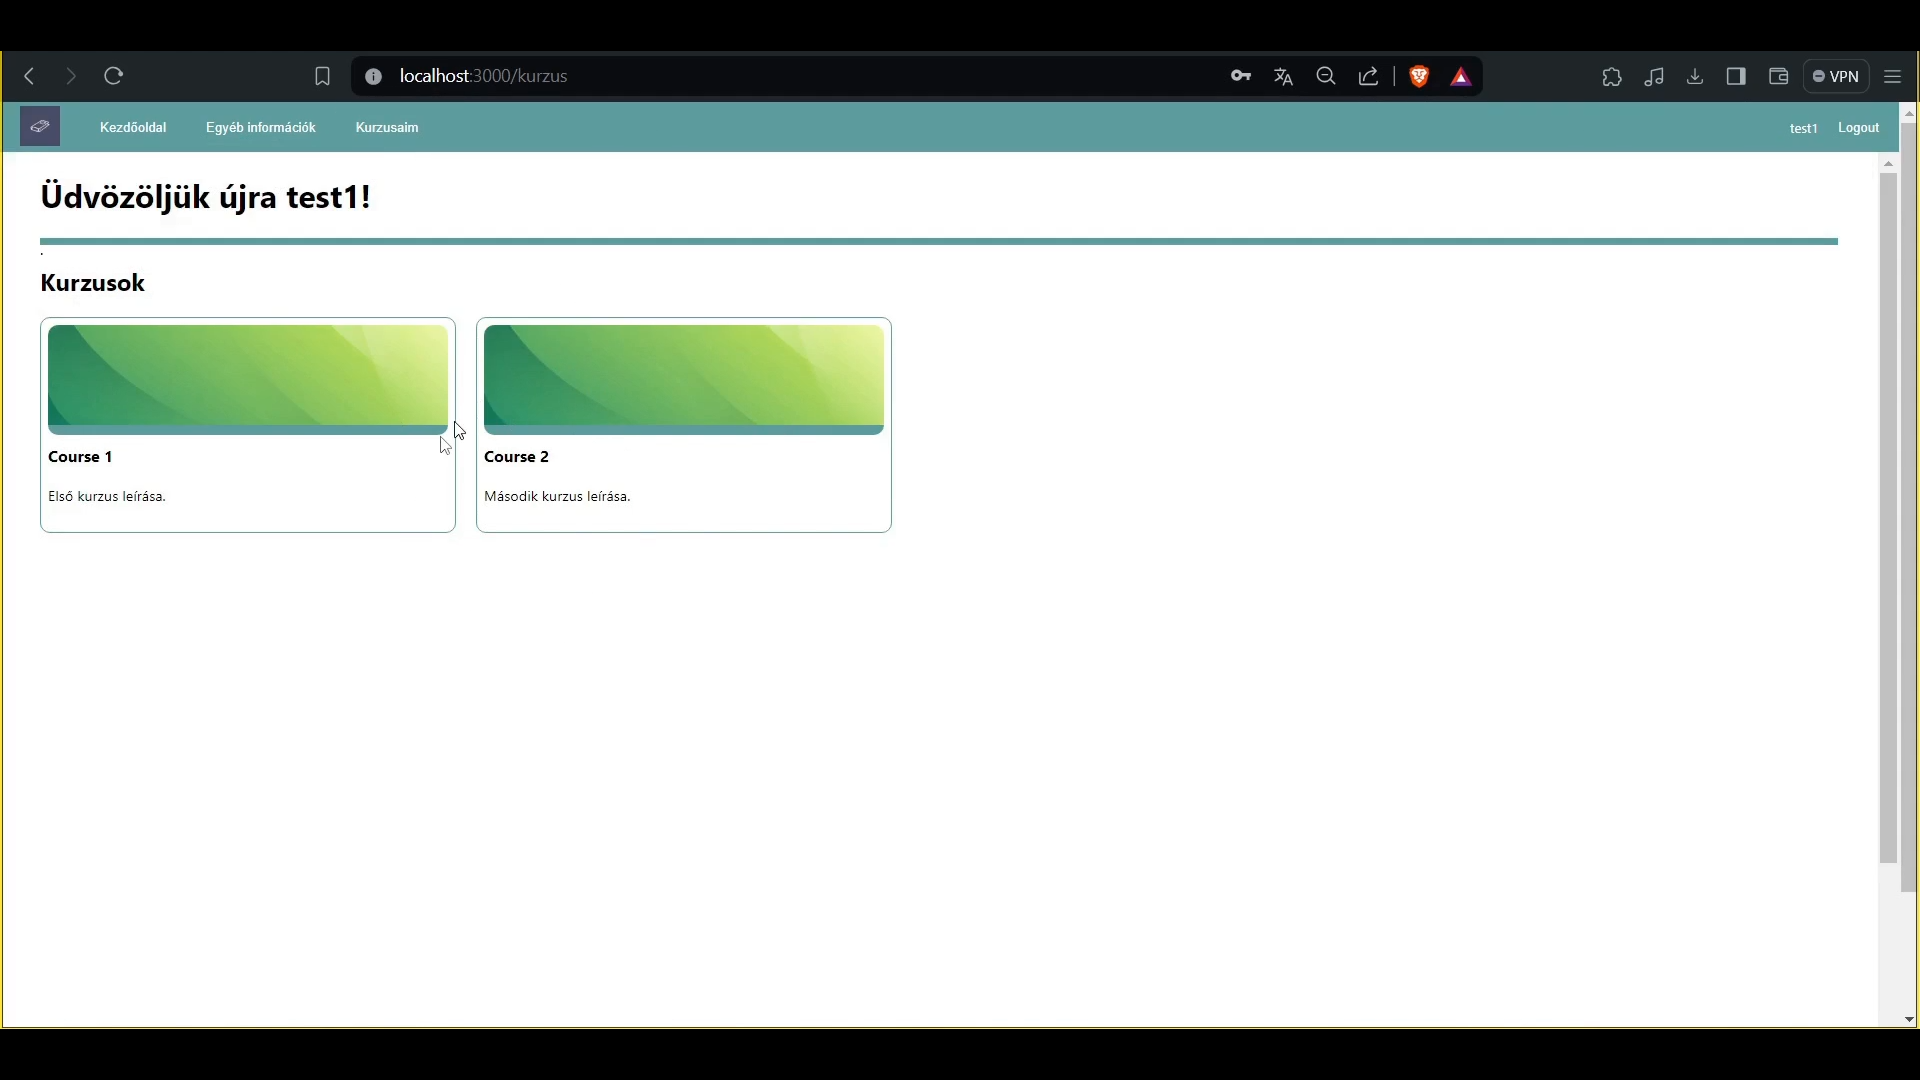 localhost:3000/kurzus
VPN
Kezdőoldal Egyéb információk Kurzusaim test1 Logout
Üdvözöljük újra test1!
.
Kurzusok
Course 1
Első kurzus leírása.
Course 2
Második kurzus leírása.